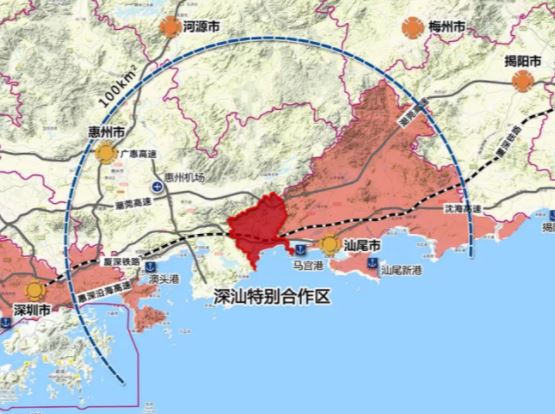 河源市
梅州市
揭阳市
100km²
惠州市
广惠高速
潮莞高速
厦深铁路
惠州机场
潮莞高速
沈海高速
厦深铁路
汕尾市
马宫港
汕尾新港
澳头港
惠深沿海高速
深圳市
深汕特别合作区
揭